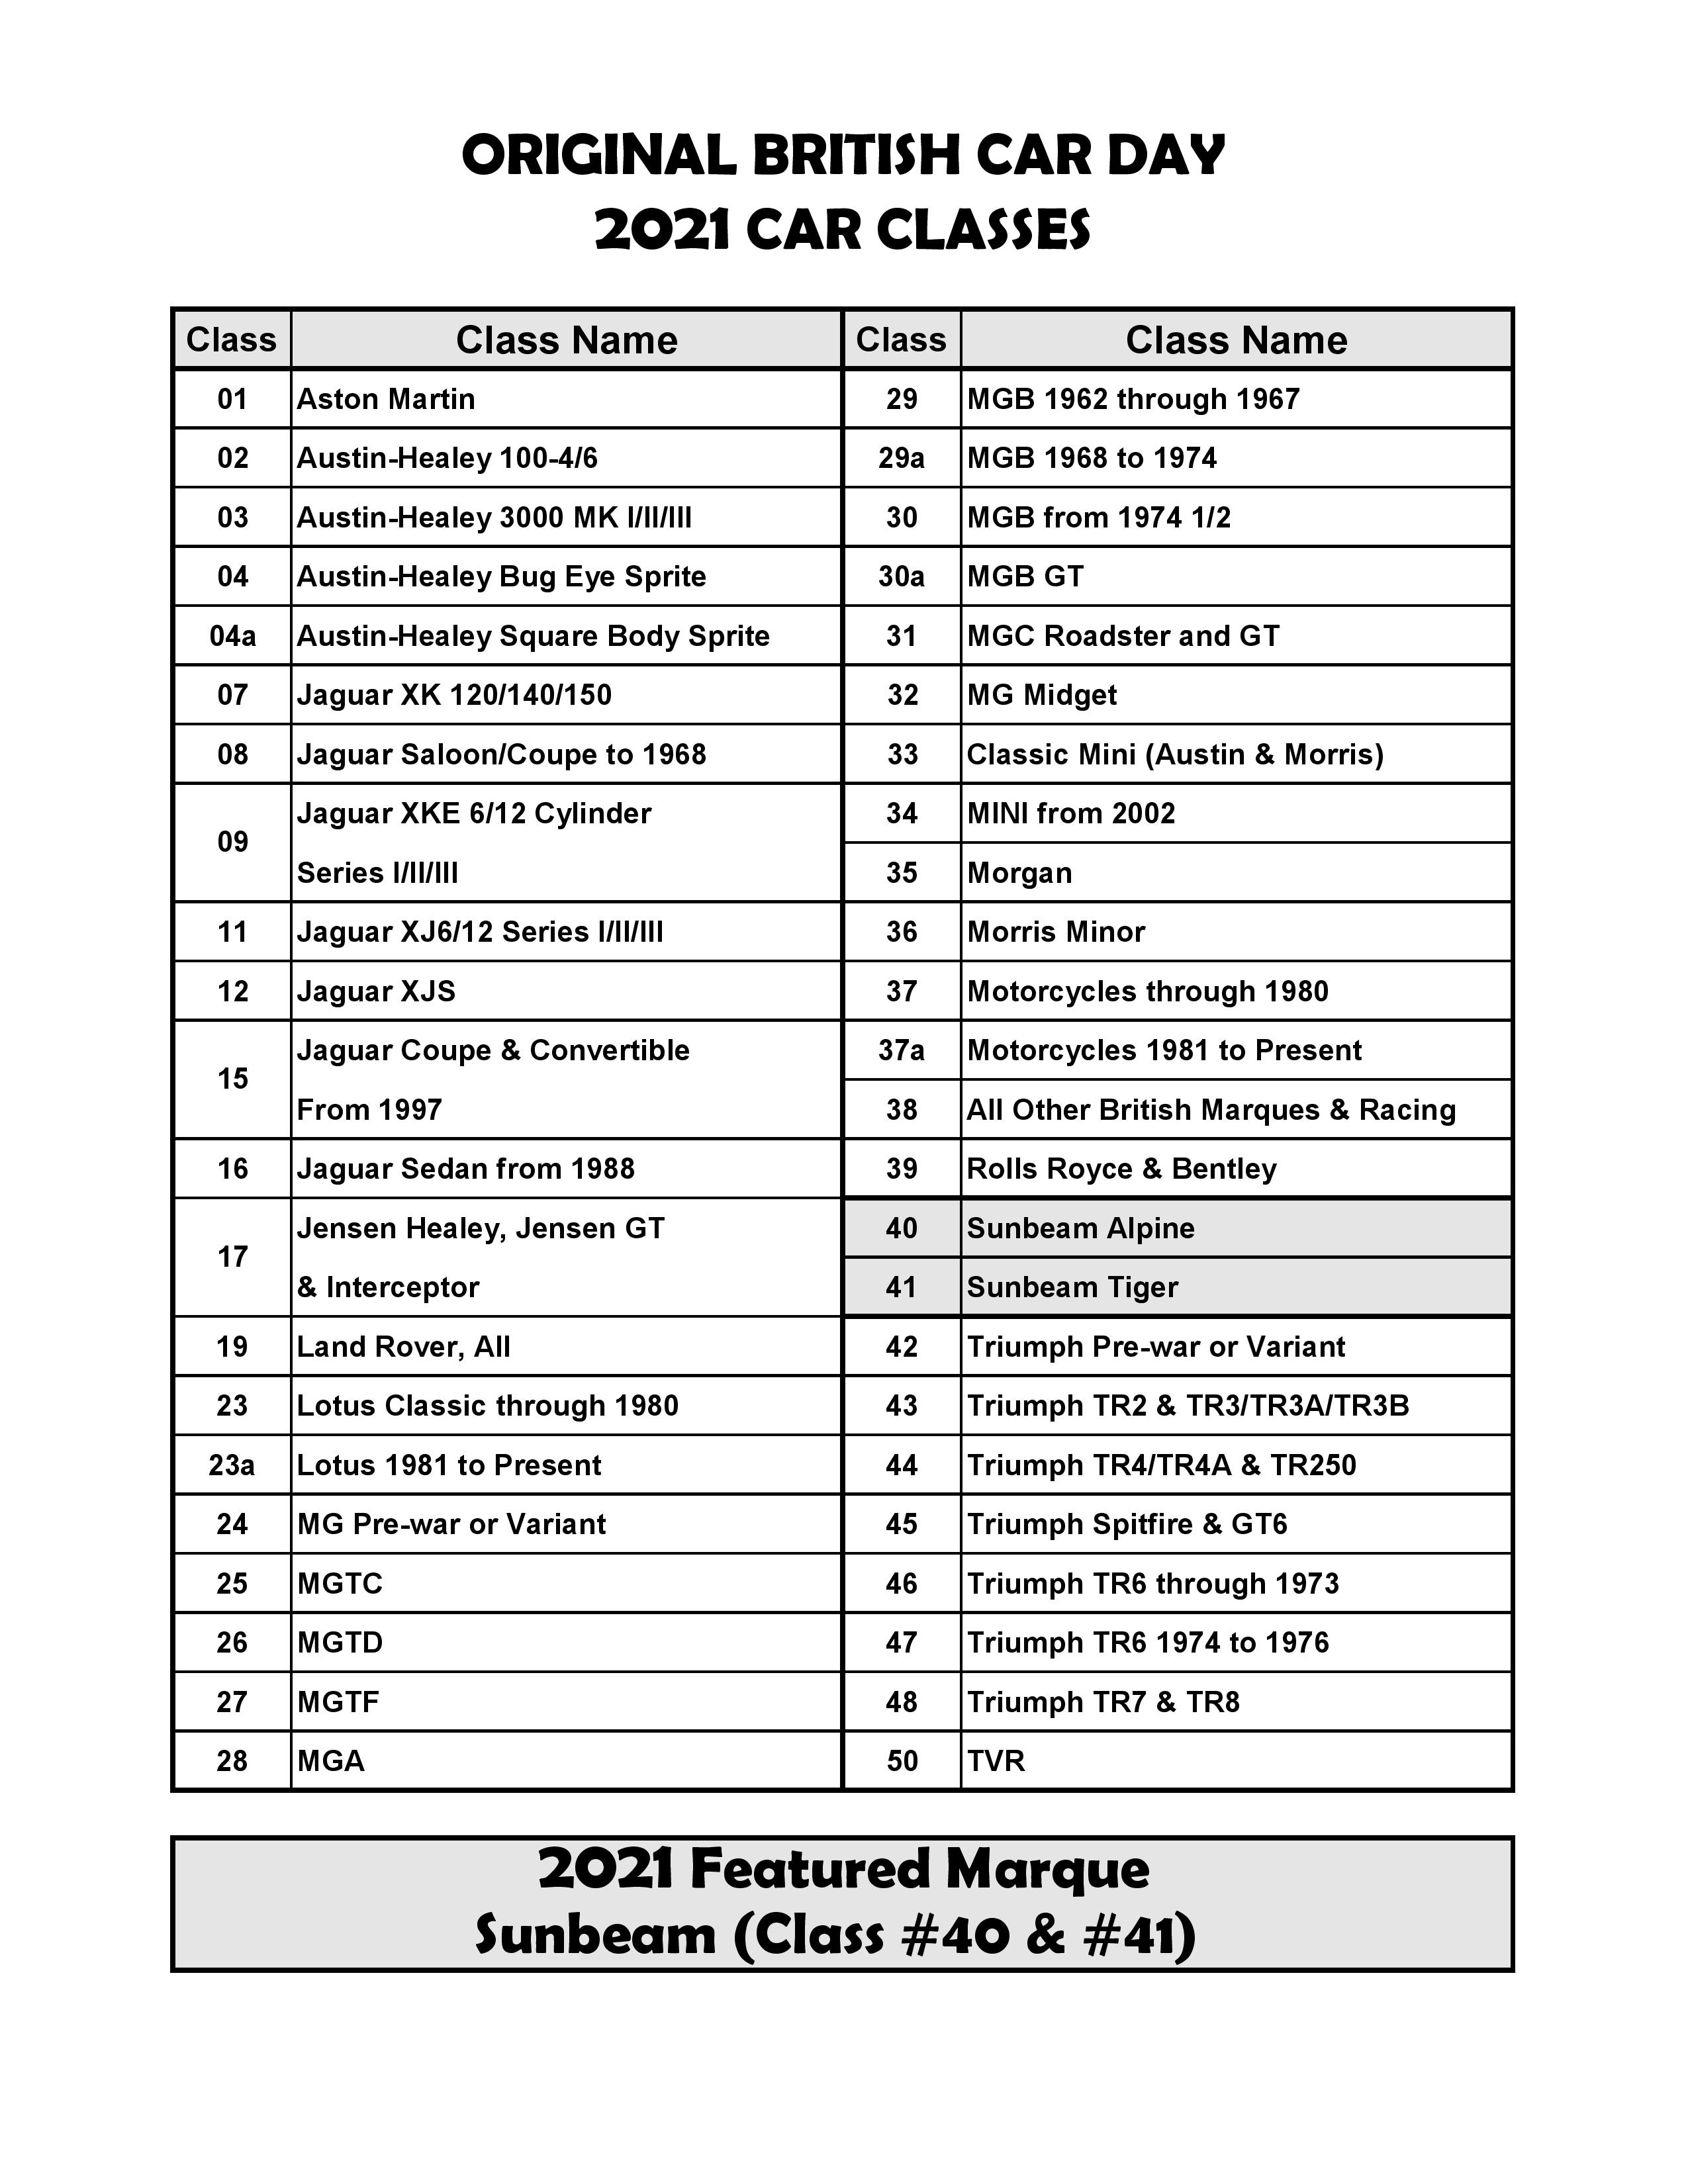 ORIGINAL BRITISH CAR DAY
2021 CAR CLASSES
Class Class Name Class Class Name
01 Aston Martin 29 MGB 1962 through 1967
02 Austin-Healey 100-4/6 29a MGB 1968 to 1974
03 Austin-Healey 3000 MK I/II/III 30 MGB from 1974 1/2
04 Austin-Healey Bug Eye Sprite 30a MGB GT
04a Austin-Healey Square Body Sprite 31 MGC Roadster and GT
07 Jaguar XK 120/140/150 32 MG Midget
08 Jaguar Saloon/Coupe to 1968 33 Classic Mini (Austin & Morris)
09 Jaguar XKE 6/12 Cylinder 34 MINI from 2002
Series I/II/III 35 Morgan
11 Jaguar XJ6/12 Series I/II/III 36 Morris Minor
12 Jaguar XJS 37 Motorcycles through 1980
15 Jaguar Coupe & Convertible 37a Motorcycles 1981 to Present
From 1997 38 All Other British Marques & Racing
16 Jaguar Sedan from 1988 39 Rolls Royce & Bentley
17 Jensen Healey, Jensen GT 40 Sunbeam Alpine
& Interceptor 41 Sunbeam Tiger
19 Land Rover, All 42 Triumph Pre-war or Variant
23 Lotus Classic through 1980 43 Triumph TR2 & TR3/TR3A/TR3B
23a Lotus 1981 to Present 44 Triumph TR4/TR4A & TR250
24 MG Pre-war or Variant 45 Triumph Spitfire & GT6
25 MGTC 46 Triumph TR6 through 1973
26 MGTD 47 Triumph TR6 1974 to 1976
27 MGTF 48 Triumph TR7 & TR8
28 MGA 50 TVR
2021 Featured Marque
Sunbeam (Class #40 & #41)